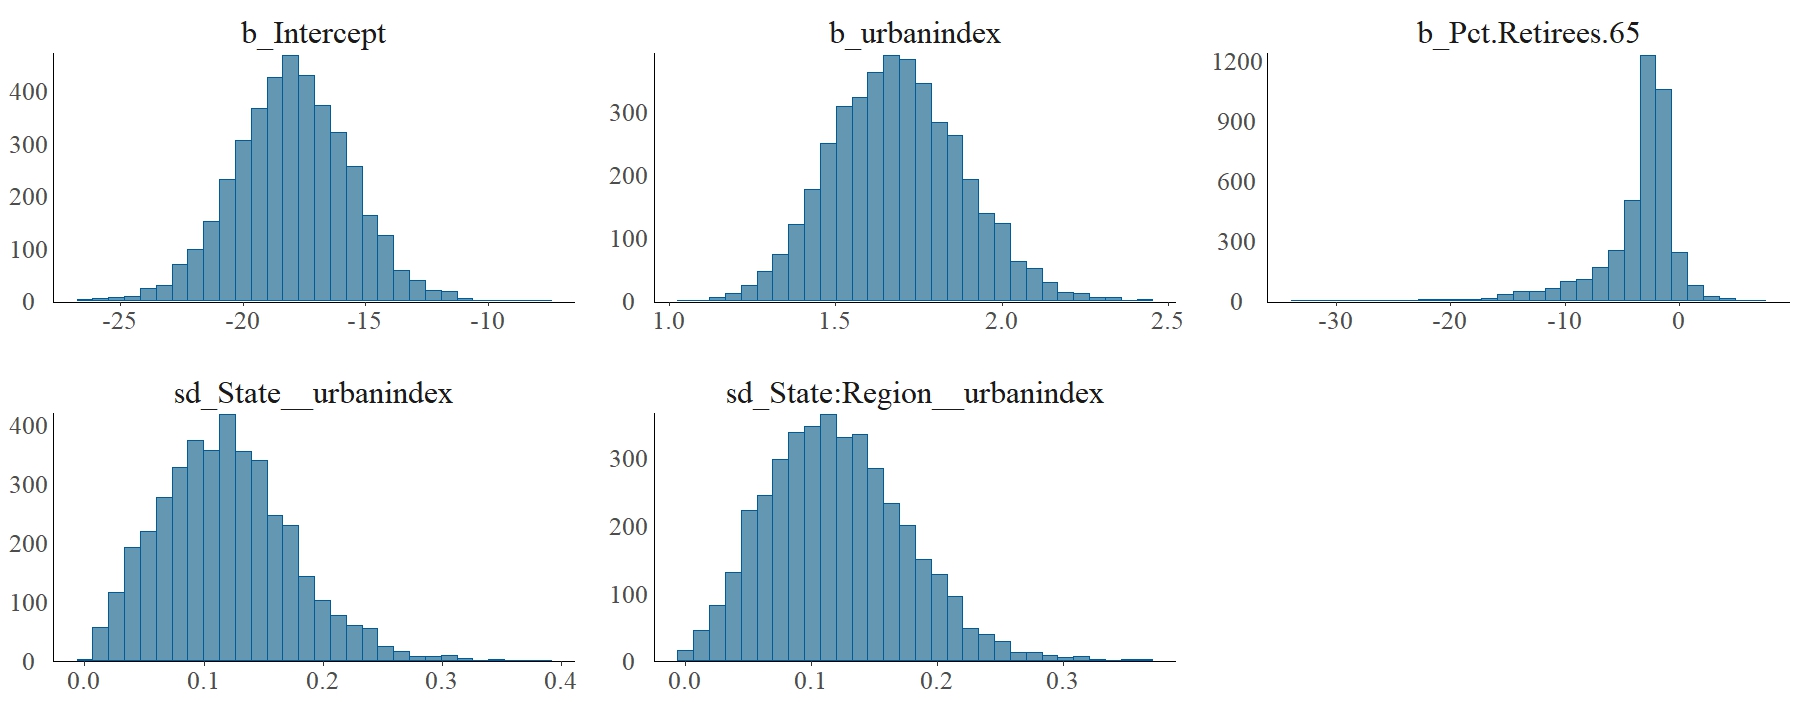 b_Intercept
400
300
200
100
0
-25 -20 -15 -10
b_urbanindex
300
200
100
0
1.0 1.5 2.0 2.5
b_Pct.Retirees.65
1200
900
600
300
0
-30 -20 -10 0
sd_State__urbanindex
400
300
200
100
0
0.0 0.1 0.2 0.3 0.4
sd_State:Region__urbanindex
300
200
100
0
0.0 0.1 0.2 0.3